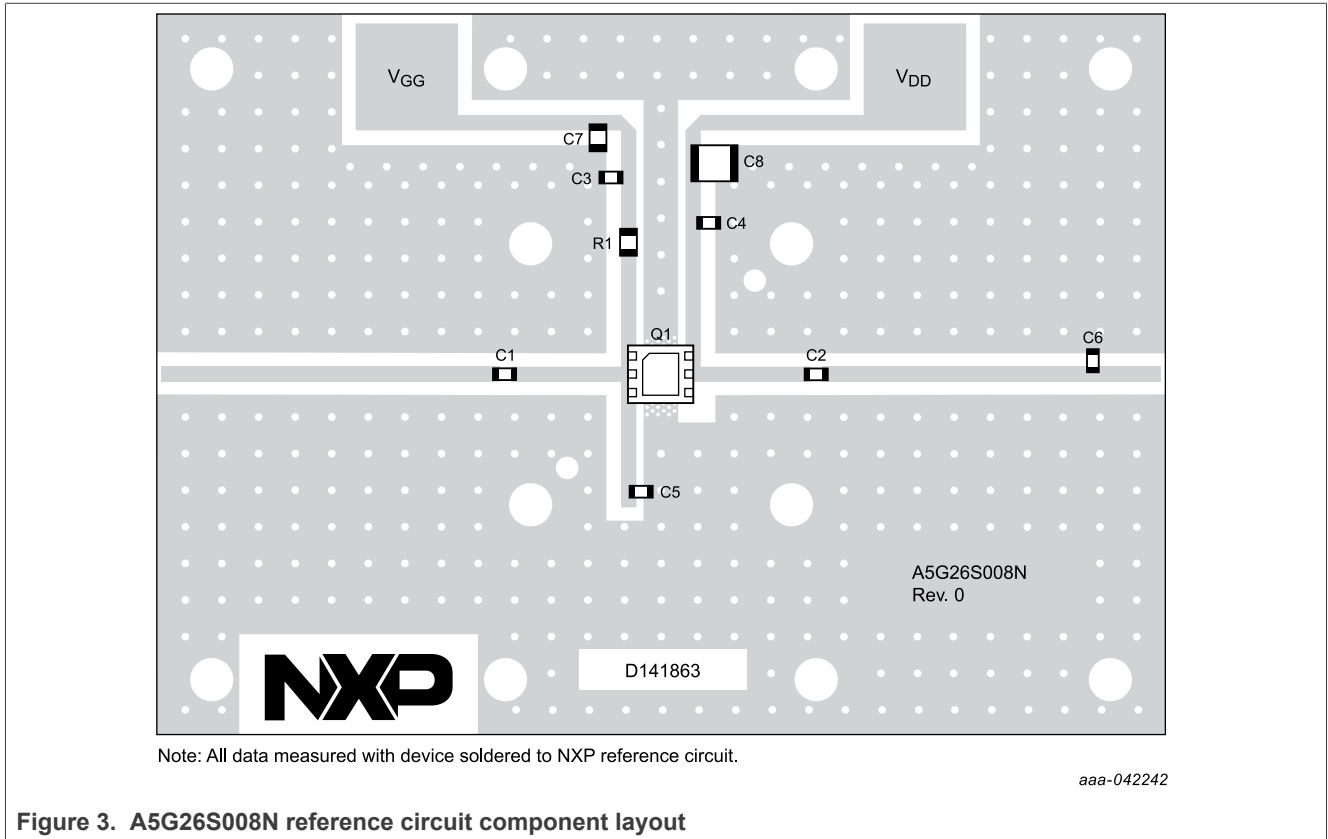 VGG
VDD
C7
C8
C3
C4
R1
Q1
C6
C1
C2
C5
A5G26S008N
Rev. 0
NXP
D141863
Note: All data measured with device soldered to NXP reference circuit.
aaa-042242
Figure 3. A5G26S008N reference circuit component layout